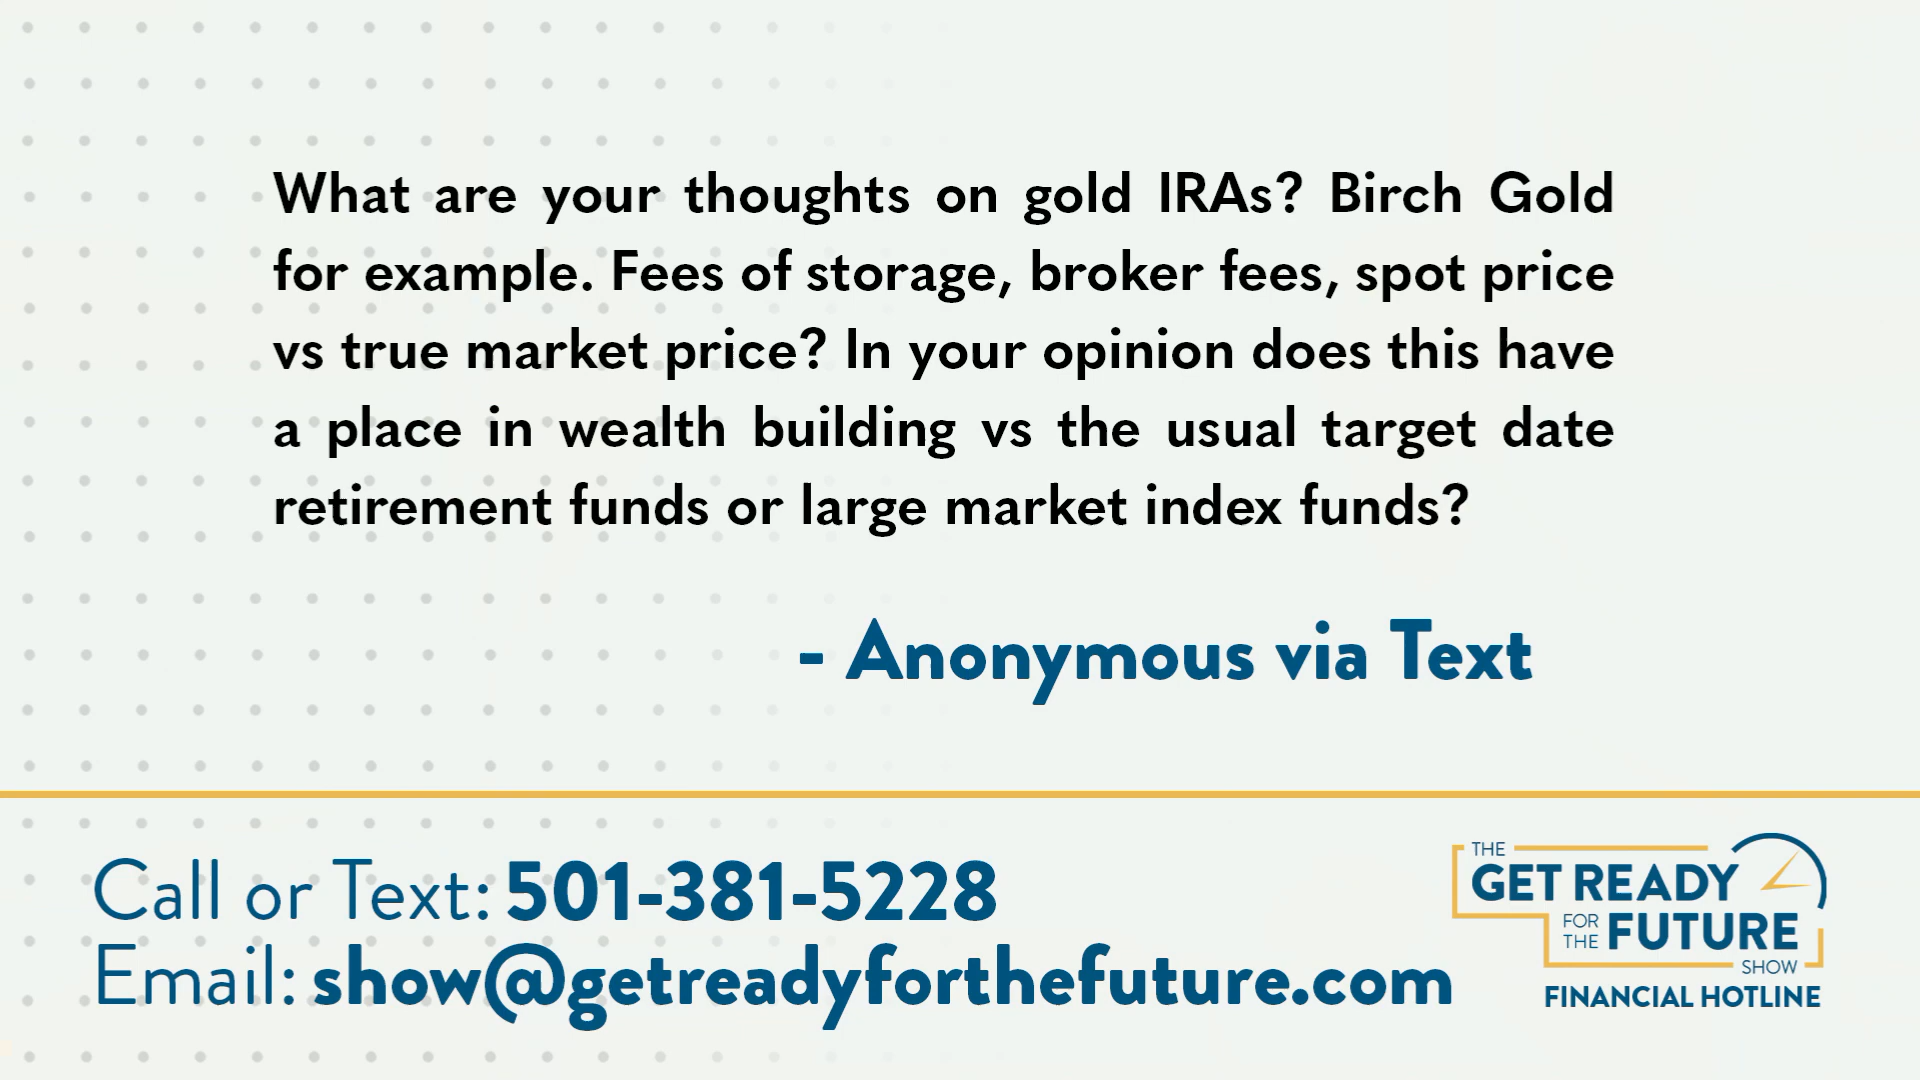 What are your thoughts on gold IRAs? Birch Gold
for example. Fees of storage, broker fees, spot price
vs true market price? In your opinion does this have
a place in wealth building vs the usual target date
retirement funds or large market index funds?
- Anonymous via Text
Call or Text: 501-381-5228
Email: show@getreadyforthefuture.com
THE
GET READY
FOR THE FUTURE
SHOW
FINANCIAL HOTLINE